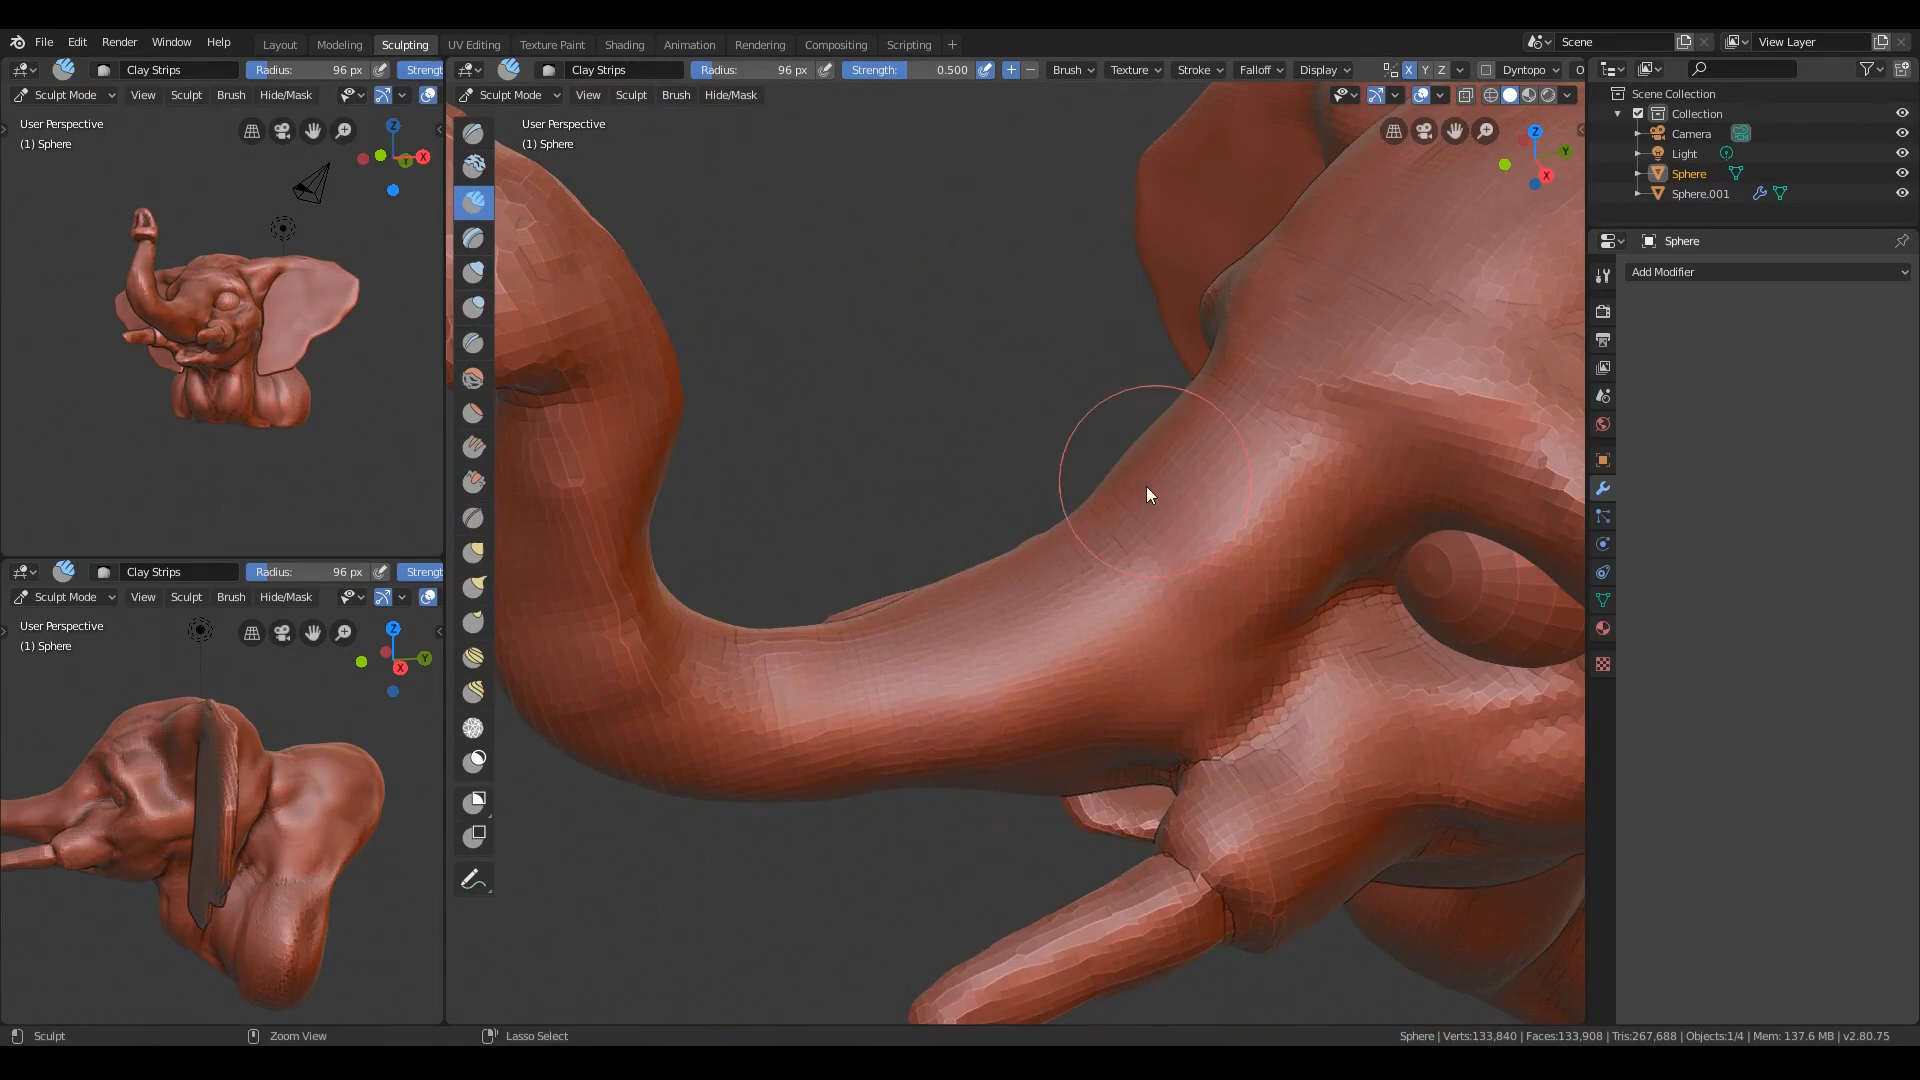 File Edit Render Window Help Layout Modeling Sculpting UV Editing Texture Paint Shading Animation Rendering Compositing Scripting + Scene View Layer
Clay Strips Radius: 96 px Strengt
Clay Strips Radius: 96 px Strength: 0.500 Brush Texture Stroke Falloff Display X Y Z Dyntopo O
Sculpt Mode View Sculpt Brush Hide/Mask
Sculpt Mode View Sculpt Brush Hide/Mask
User Perspective
(1) Sphere
Z
X
Y
User Perspective
(1) Sphere
Z
Y
X
Scene Collection
Collection
Camera
Light
Sphere
Sphere.001
Sphere
Add Modifier
Clay Strips Radius: 96 px Strengt
Sculpt Mode View Sculpt Brush Hide/Mask
User Perspective
(1) Sphere
Z
Y
X
Sculpt Zoom View Lasso Select Sphere | Verts:133,840 | Faces:133,908 | Tris:267,688 | Objects:1/4 | Mem: 137.6 MB | v2.80.75